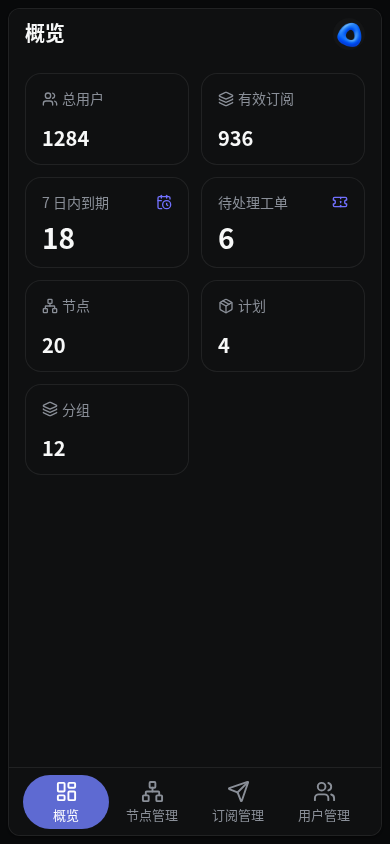 概览
总用户
有效订阅
1284
936
7 日内到期
待处理工单
18
6
节点
计划
20
4
分组
12
概览
节点管理
订阅管理
用户管理